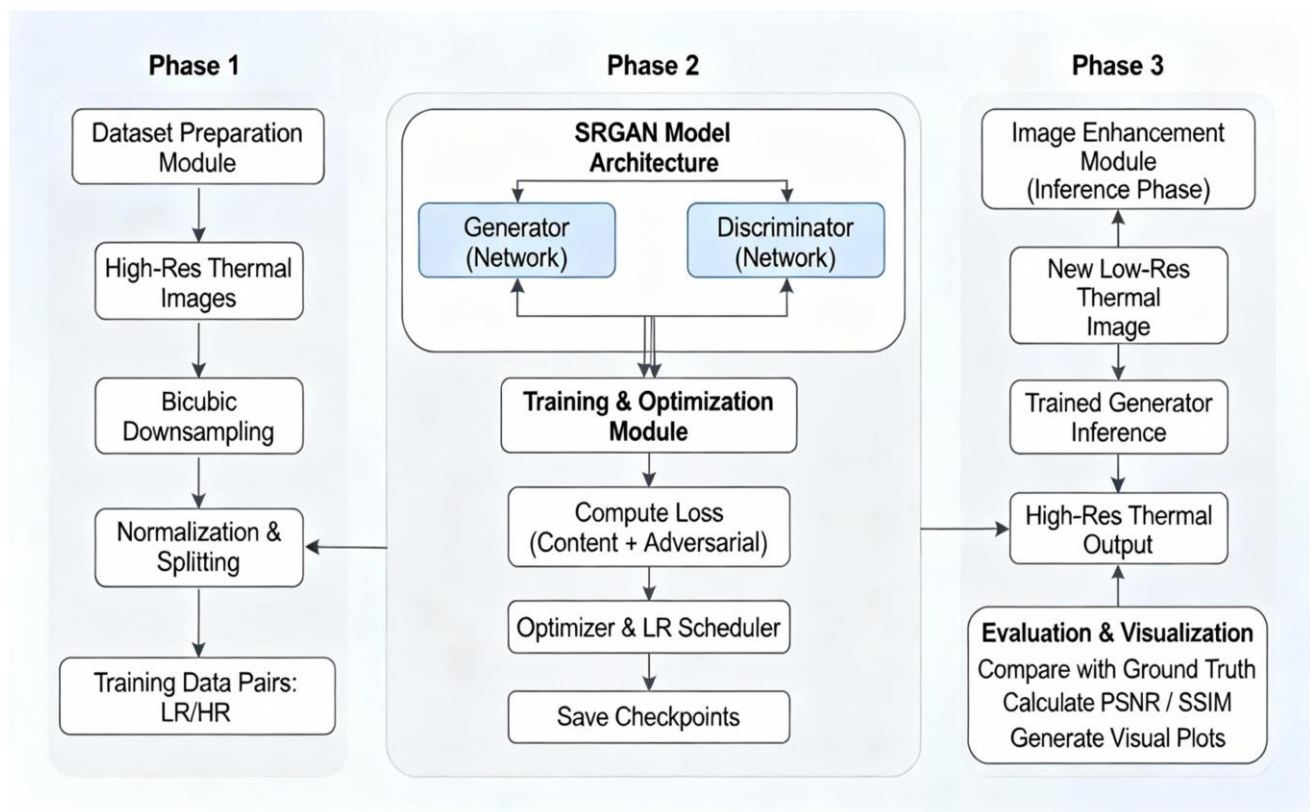 Phase 1
Dataset Preparation
Module
High-Res Thermal
Images
Bicubic
Downsampling
Normalization &
Splitting
Training Data Pairs:
LR/HR
Phase 2
SRGAN Model
Architecture
Generator
(Network)
Discriminator
(Network)
Training & Optimization
Module
Compute Loss
(Content + Adversarial)
Optimizer & LR Scheduler
Save Checkpoints
Phase 3
Image Enhancement
Module
(Inference Phase)
New Low-Res
Thermal
Image
Trained Generator
Inference
High-Res Thermal
Output
Evaluation & Visualization
Compare with Ground Truth
Calculate PSNR / SSIM
Generate Visual Plots